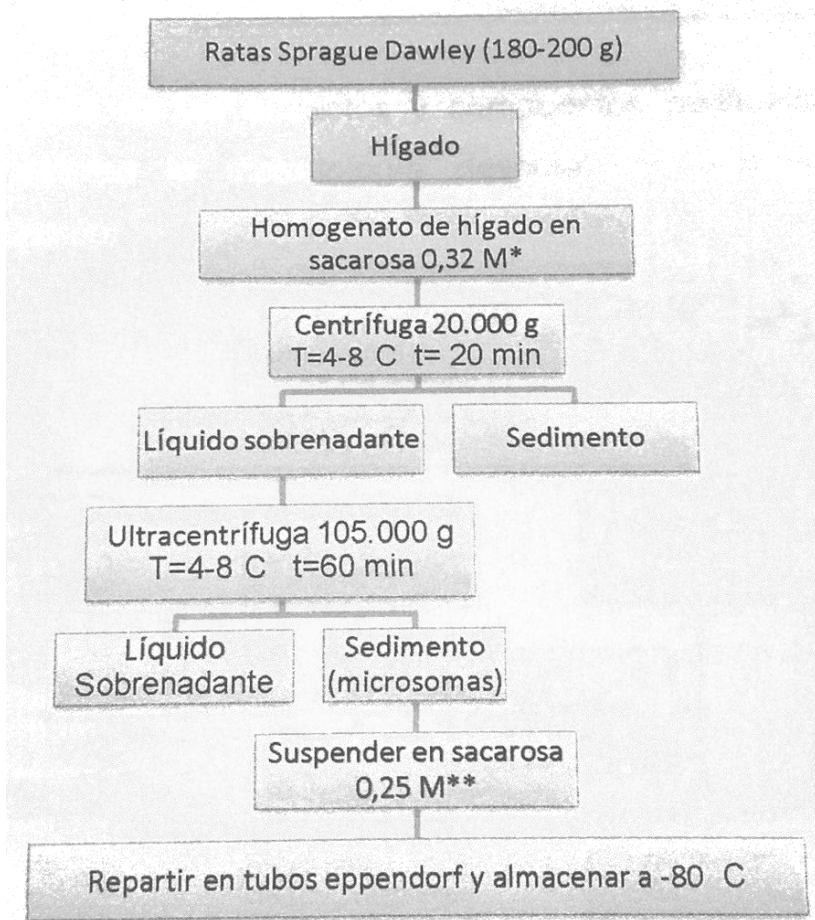 Ratas Sprague Dawley (180-200 g)
Hígado
Homogenato de hígado en
sacarosa 0,32 M*
Centrífuga 20.000 g
T=4-8 C t= 20 min
Líquido sobrenadante
Sedimento
Ultracentrífuga 105.000 g
T=4-8 C t=60 min
Líquido
Sobrenadante
Sedimento
(microsomas)
Suspender en sacarosa
0,25 M**
Repartir en tubos eppendorf y almacenar a -80 C